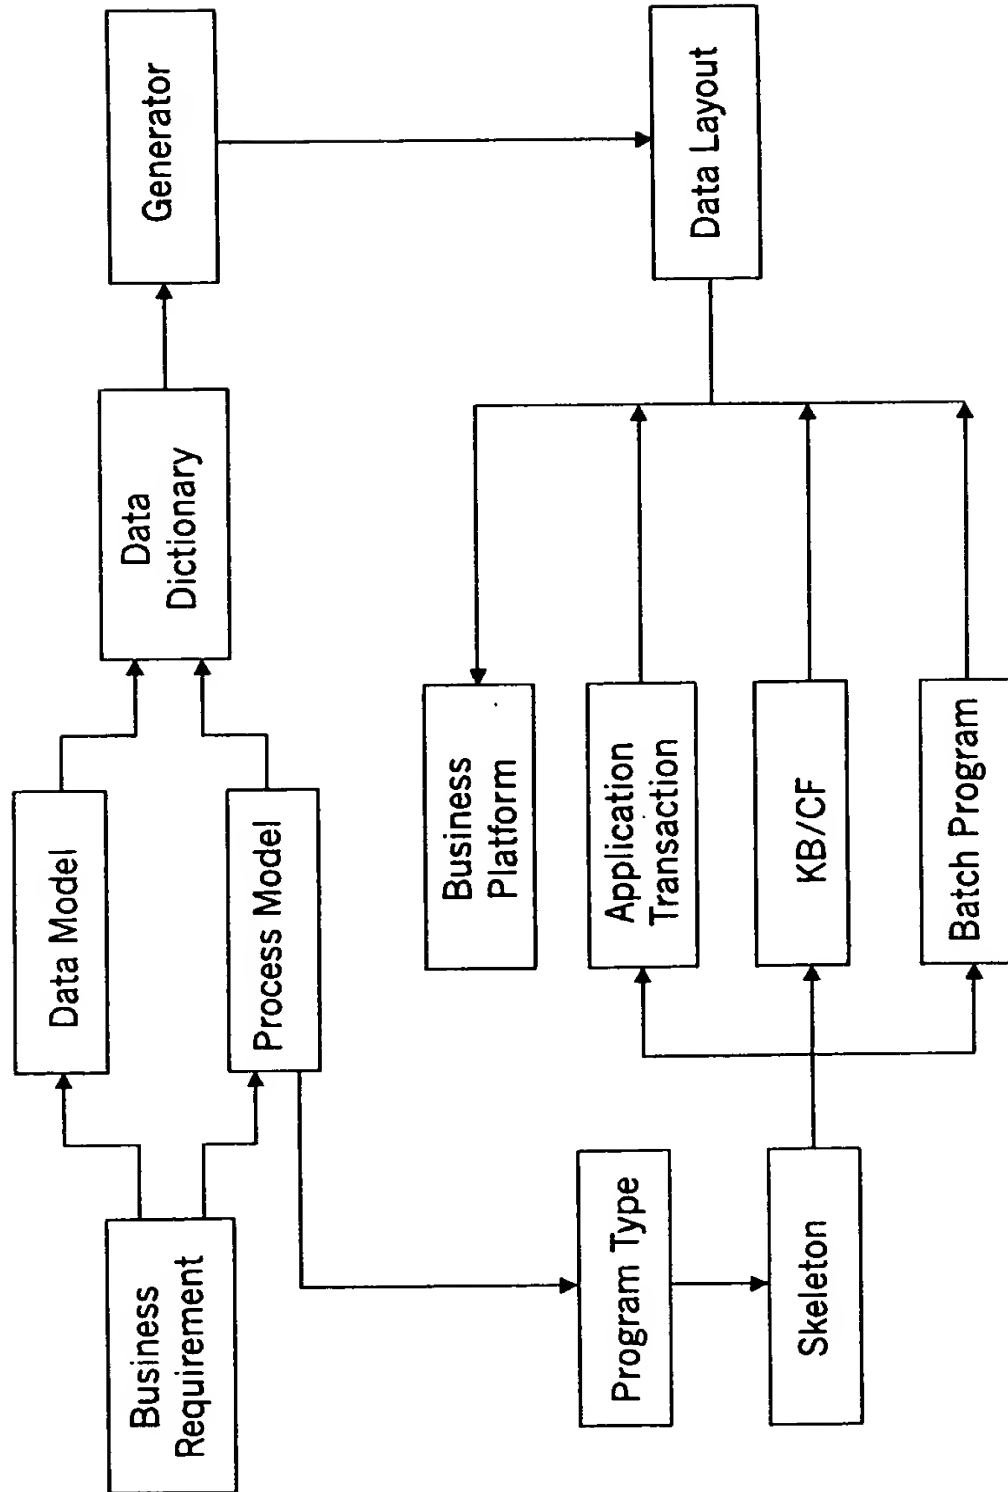 Business
Requirement
Data Model
Process Model
Data
Dictionary
Generator
Program Type
Skeleton
Business
Platform
Application
Transaction
KB/CF
Batch Program
Data Layout